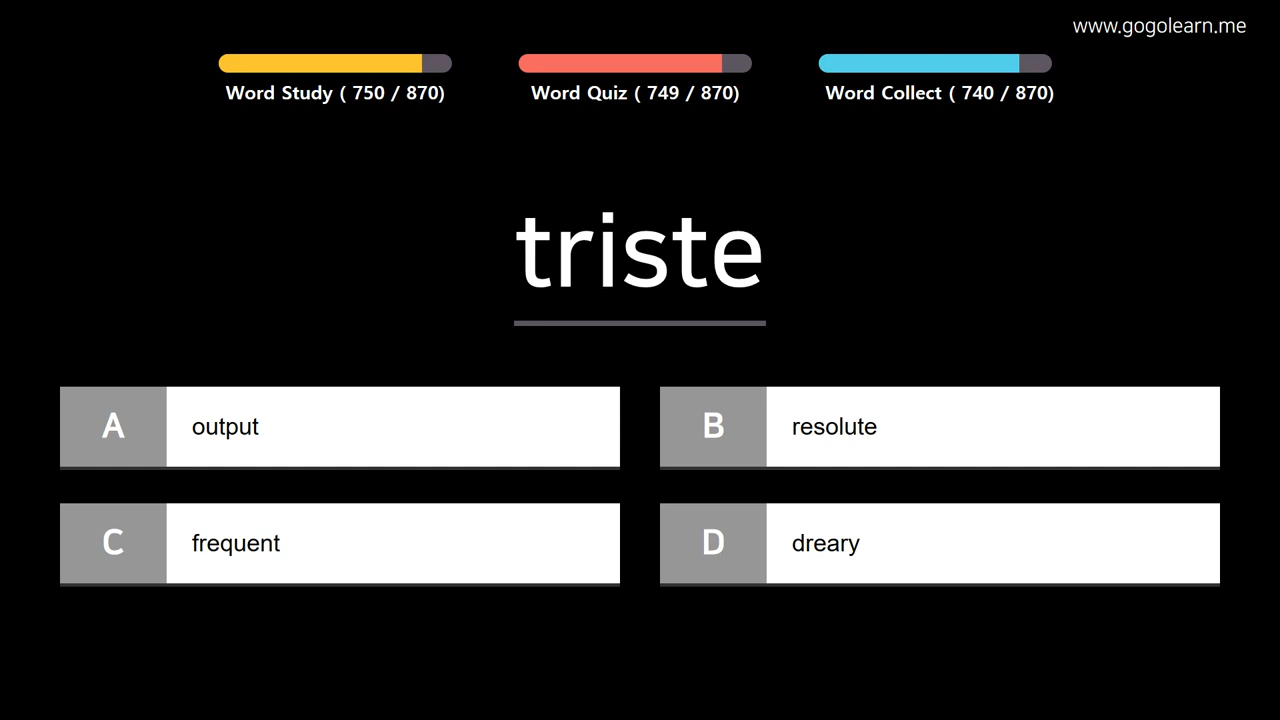 www.gogolearn.me
Word Study ( 750 / 870)
Word Quiz ( 749 / 870)
Word Collect ( 740 / 870)
triste
A output
B resolute
C frequent
D dreary